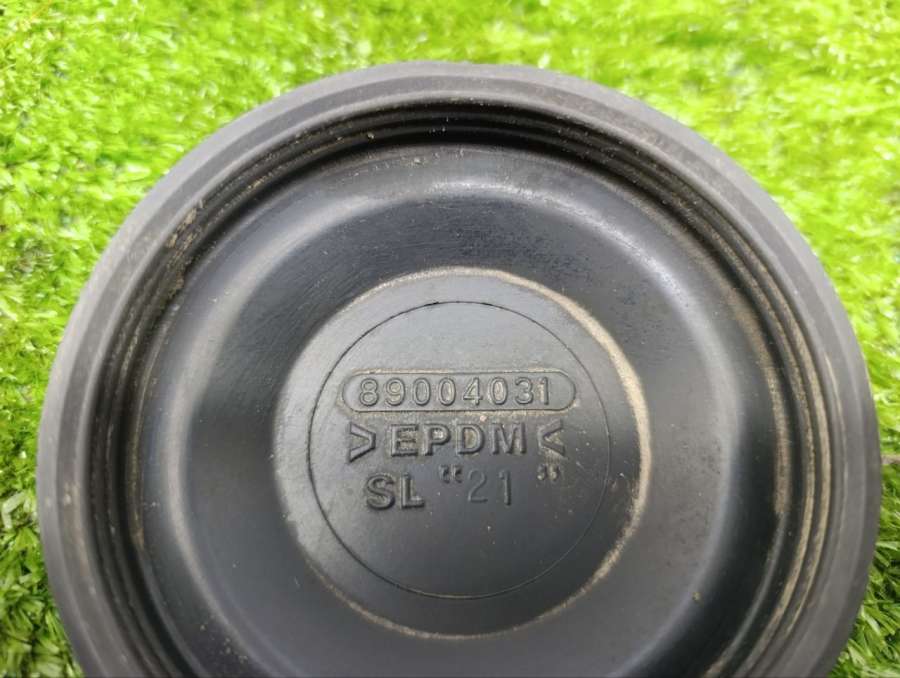 89004031
>EPDM<
SL "21"